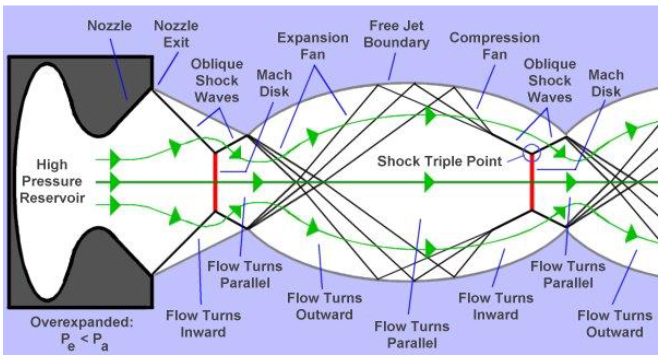 Nozzle
Nozzle
Exit
Oblique
Shock
Waves
Mach
Disk
Expansion
Fan
Free Jet
Boundary
Compression
Fan
Oblique
Shock
Waves
Mach
Disk
High
Pressure
Reservoir
Shock Triple Point
Overexpanded:
Pe < Pa
Flow Turns
Inward
Flow Turns
Parallel
Flow Turns
Outward
Flow Turns
Parallel
Flow Turns
Inward
Flow Turns
Parallel
Flow Turns
Outward